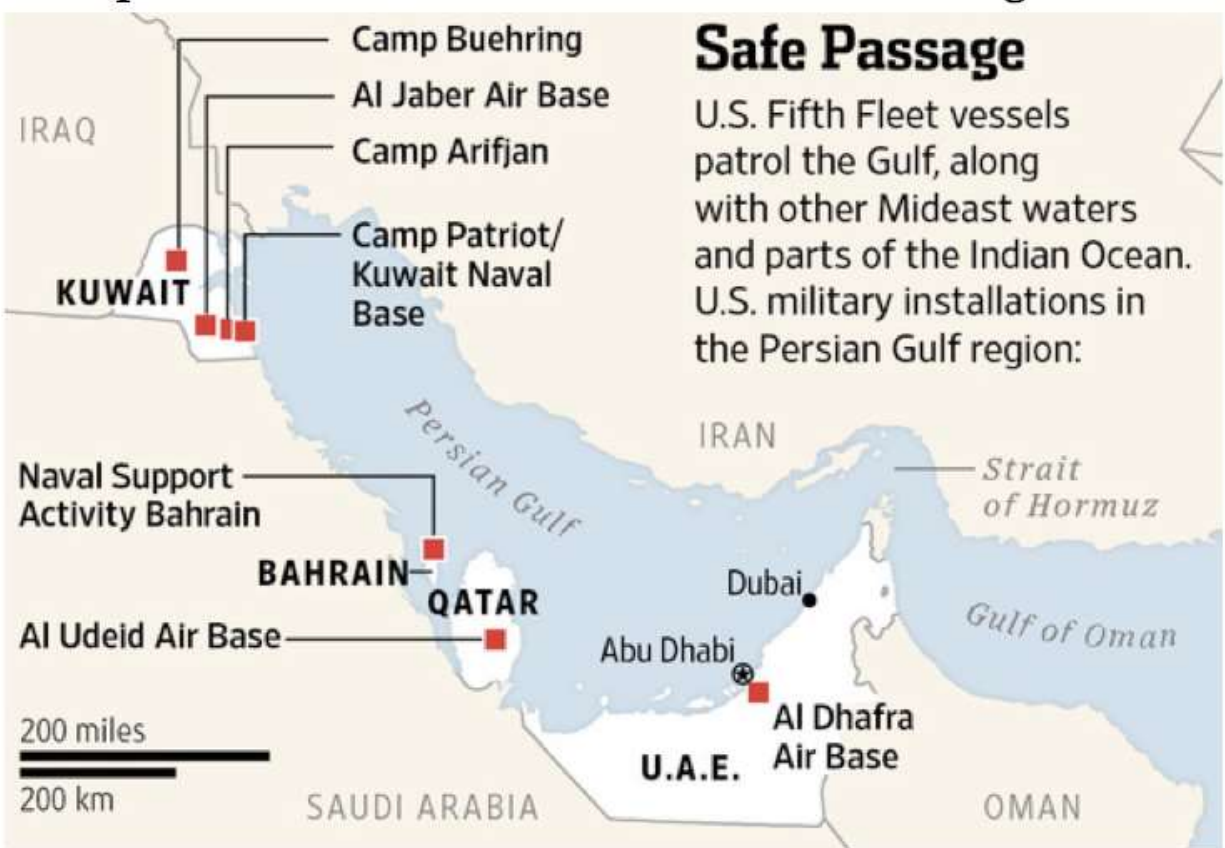 Safe Passage
U.S. Fifth Fleet vessels
patrol the Gulf, along
with other Mideast waters
and parts of the Indian Ocean.
U.S. military installations in
the Persian Gulf region:
Camp Buehring
Al Jaber Air Base
IRAQ
Camp Arifjan
Camp Patriot/
Kuwait Naval
Base
KUWAIT
Persian Gulf
IRAN
Strait
of Hormuz
Naval Support
Activity Bahrain
BAHRAIN
QATAR
Dubai
Gulf of Oman
Al Udeid Air Base
Abu Dhabi
Al Dhafra
Air Base
U.A.E.
200 miles
200 km
SAUDI ARABIA
OMAN